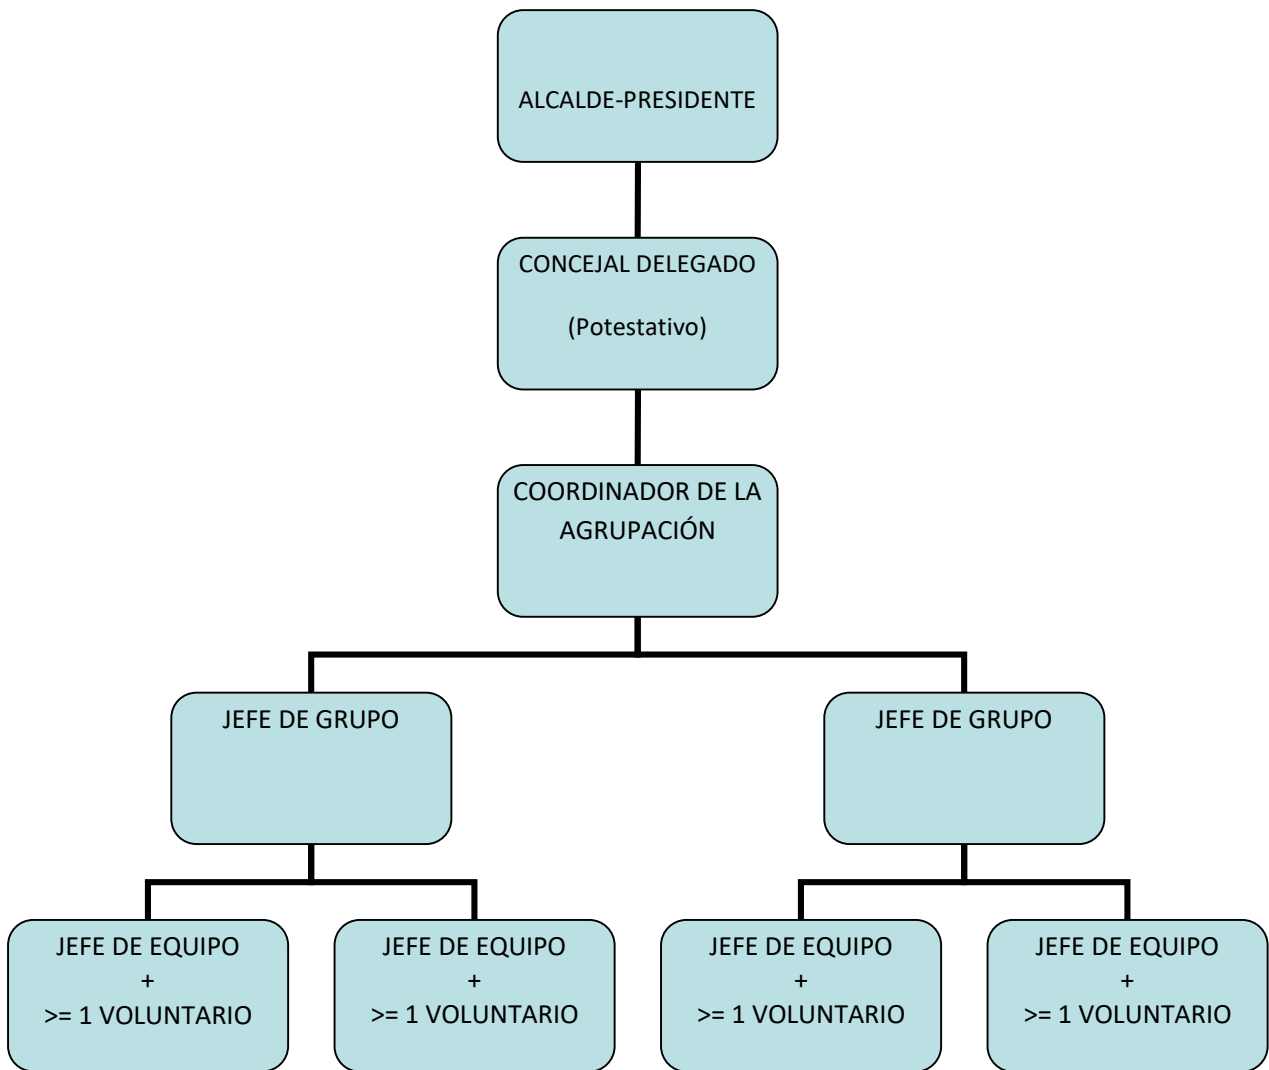 ALCALDE-PRESIDENTE
CONCEJAL DELEGADO
(Potestativo)
COORDINADOR DE LA
AGRUPACIÓN
JEFE DE GRUPO
JEFE DE GRUPO
JEFE DE EQUIPO
+
>= 1 VOLUNTARIO
JEFE DE EQUIPO
+
>= 1 VOLUNTARIO
JEFE DE EQUIPO
+
>= 1 VOLUNTARIO
JEFE DE EQUIPO
+
>= 1 VOLUNTARIO